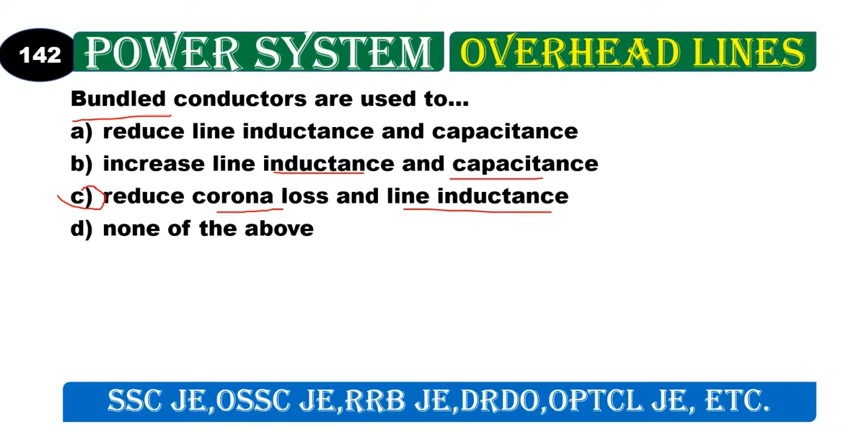 142 POWER SYSTEM OVERHEAD LINES
Bundled conductors are used to...
a) reduce line inductance and capacitance
b) increase line inductance and capacitance
c) reduce corona loss and line inductance
d) none of the above
SSC JE,OSSC JE,RRB JE,DRDO,OPTCL JE, ETC.